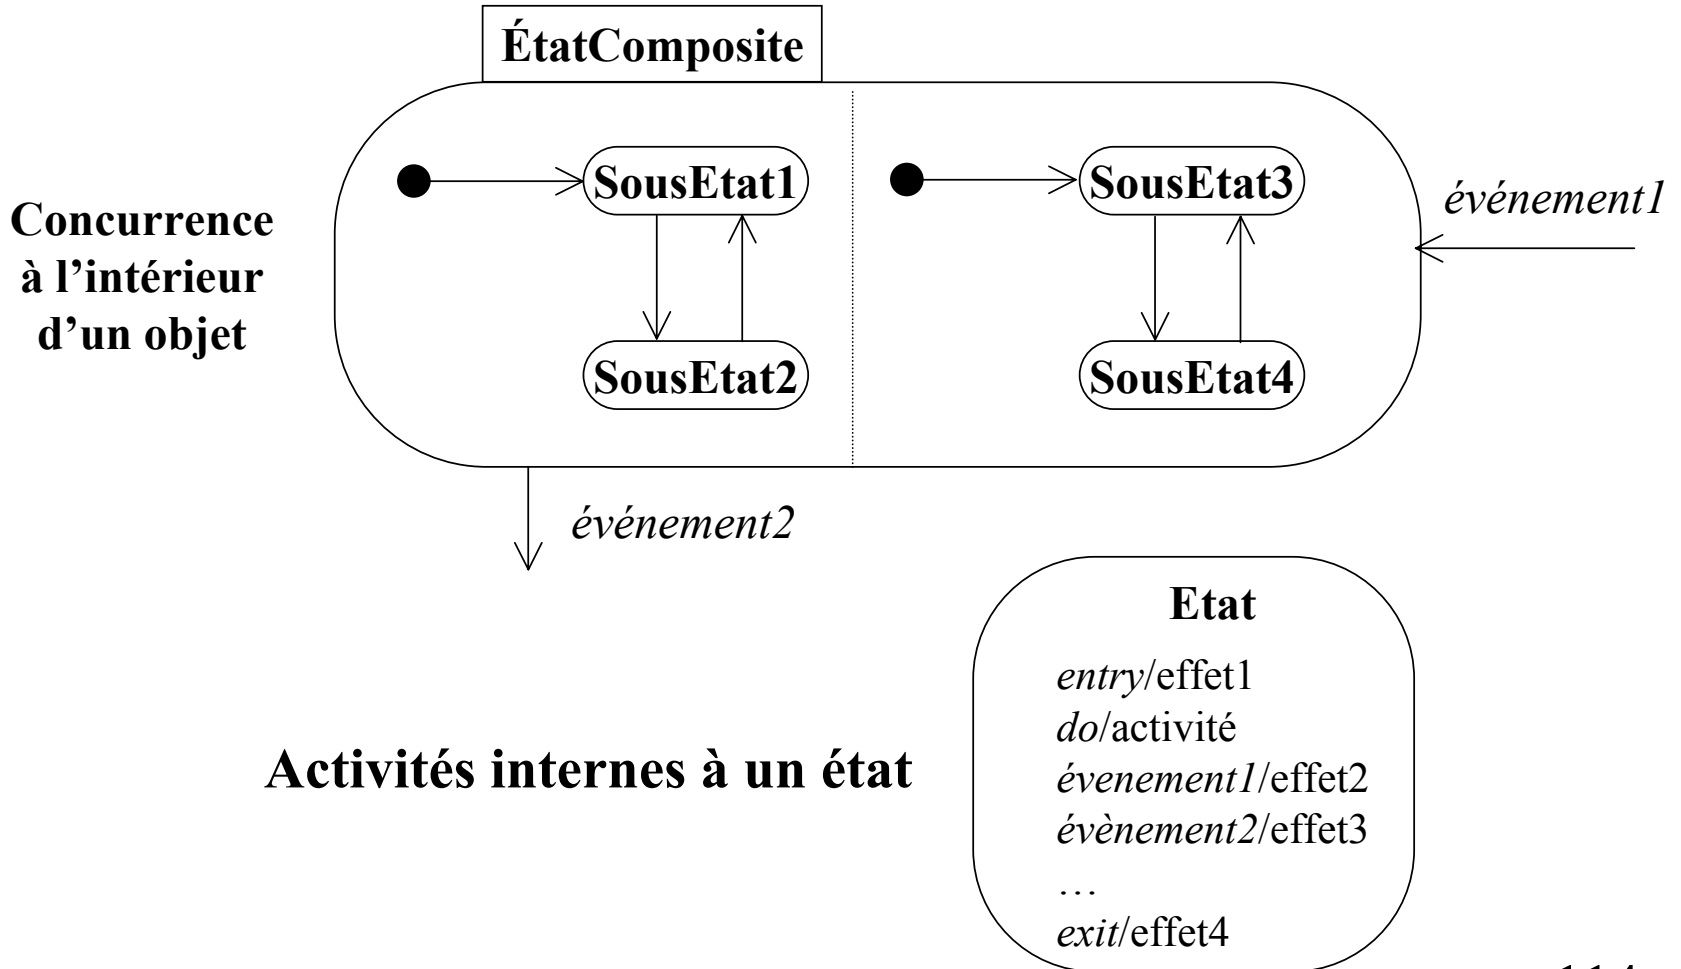 ÉtatComposite
SousEtat1
SousEtat3
événement1
Concurrence
à l’intérieur
d’un objet
SousEtat2
SousEtat4
événement2
Etat
entry/effet1
do/activité
Activités internes à un état
évenement1/effet2
évènement2/effet3
…
exit/effet4